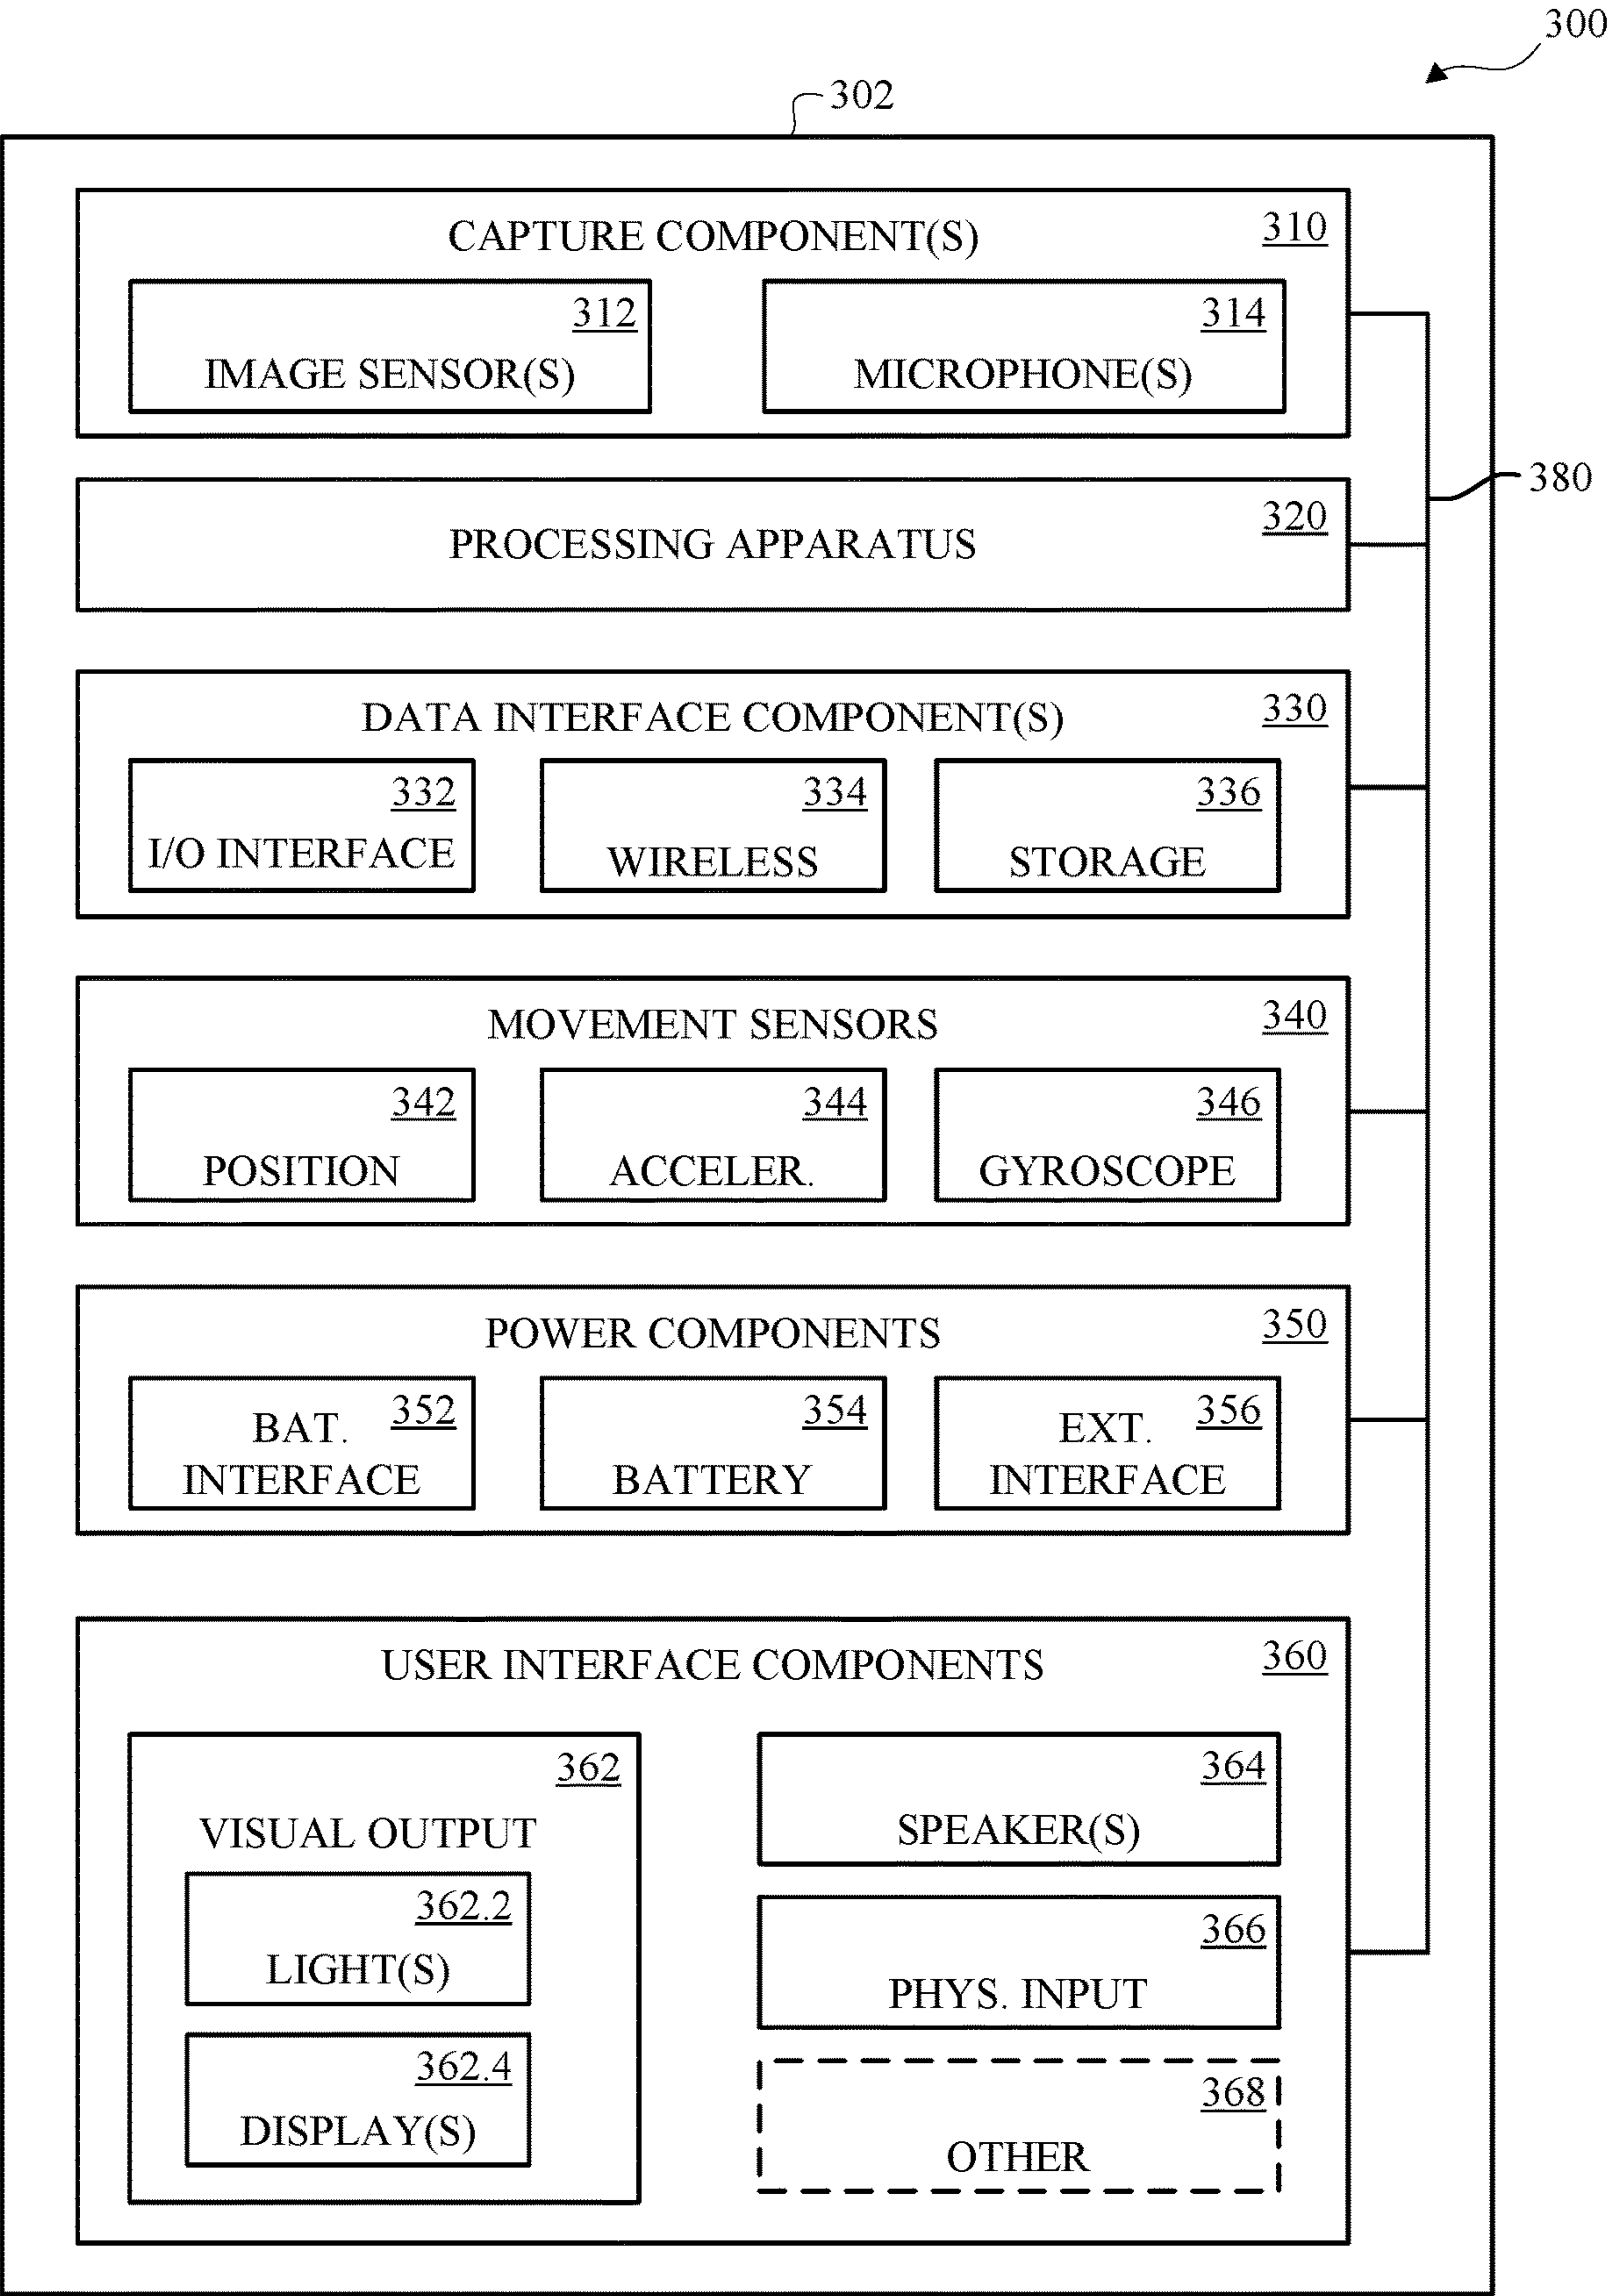 300
302
CAPTURE COMPONENT(S) 310
312
IMAGE SENSOR(S)
314
MICROPHONE(S)
380
PROCESSING APPARATUS 320
DATA INTERFACE COMPONENT(S) 330
332
I/O INTERFACE
334
WIRELESS
336
STORAGE
MOVEMENT SENSORS 340
342
POSITION
344
ACCELER.
346
GYROSCOPE
POWER COMPONENTS 350
BAT. 352
INTERFACE
354
BATTERY
EXT. 356
INTERFACE
USER INTERFACE COMPONENTS 360
362
VISUAL OUTPUT
362.2
LIGHT(S)
362.4
DISPLAY(S)
364
SPEAKER(S)
366
PHYS. INPUT
368
OTHER